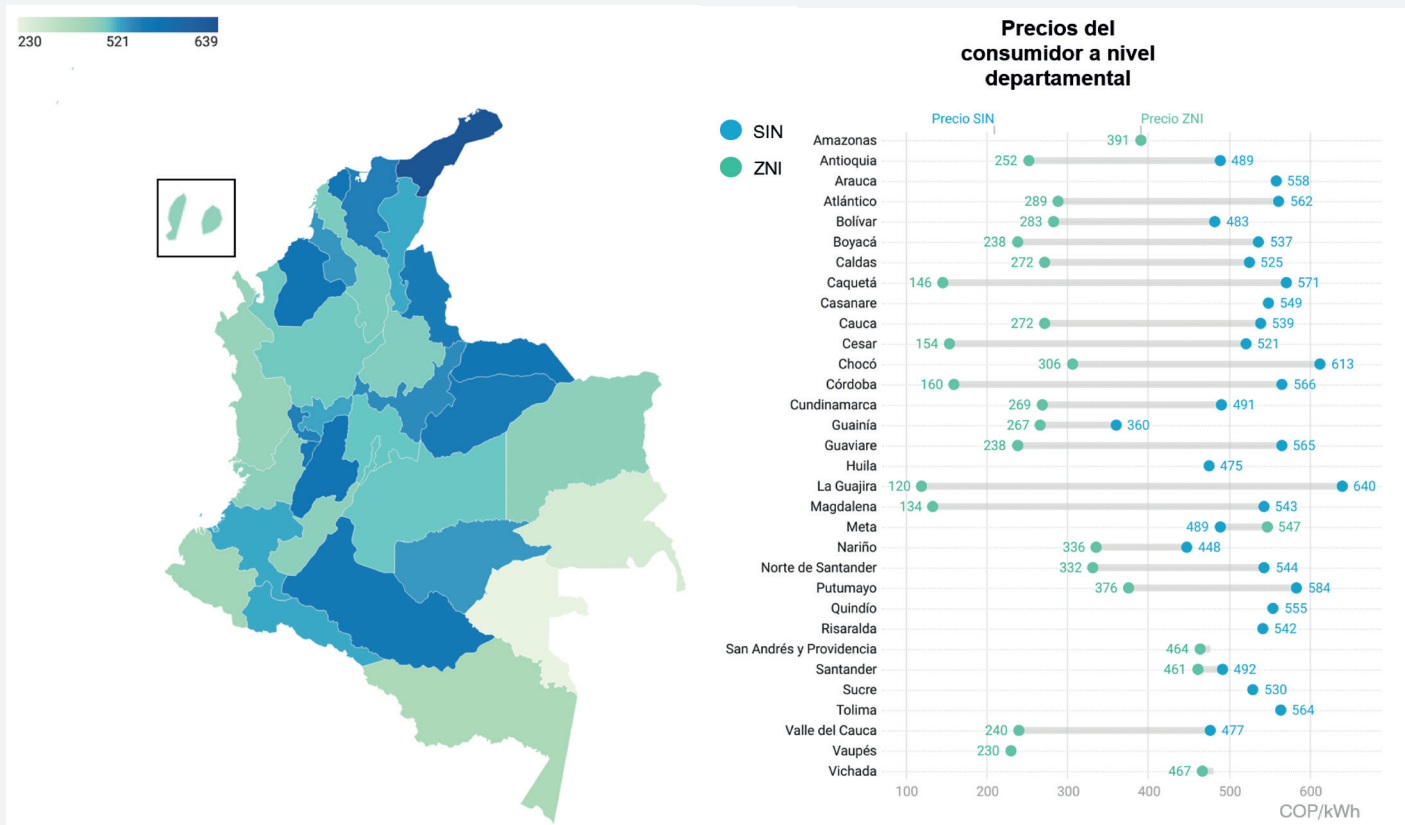 230 521 639
Precios del
consumidor a nivel
departamental
SIN
ZNI
Precio SIN Precio ZNI
Amazonas 391
Antioquia 252 489
Arauca 558
Atlántico 289 562
Bolívar 283 483
Boyacá 238 537
Caldas 272 525
Caquetá 146 571
Casanare 549
Cauca 272 539
Cesar 154 521
Chocó 306 613
Córdoba 160 566
Cundinamarca 269 491
Guainía 267 360
Guaviare 238 565
Huila 475
La Guajira 120 640
Magdalena 134 543
Meta 489 547
Nariño 336 448
Norte de Santander 332 544
Putumayo 376 584
Quindío 555
Risaralda 542
San Andrés y Providencia 464
Santander 461 492
Sucre 530
Tolima 564
Valle del Cauca 240 477
Vaupés 230
Vichada 467
100 200 300 400 500 600
COP/kWh